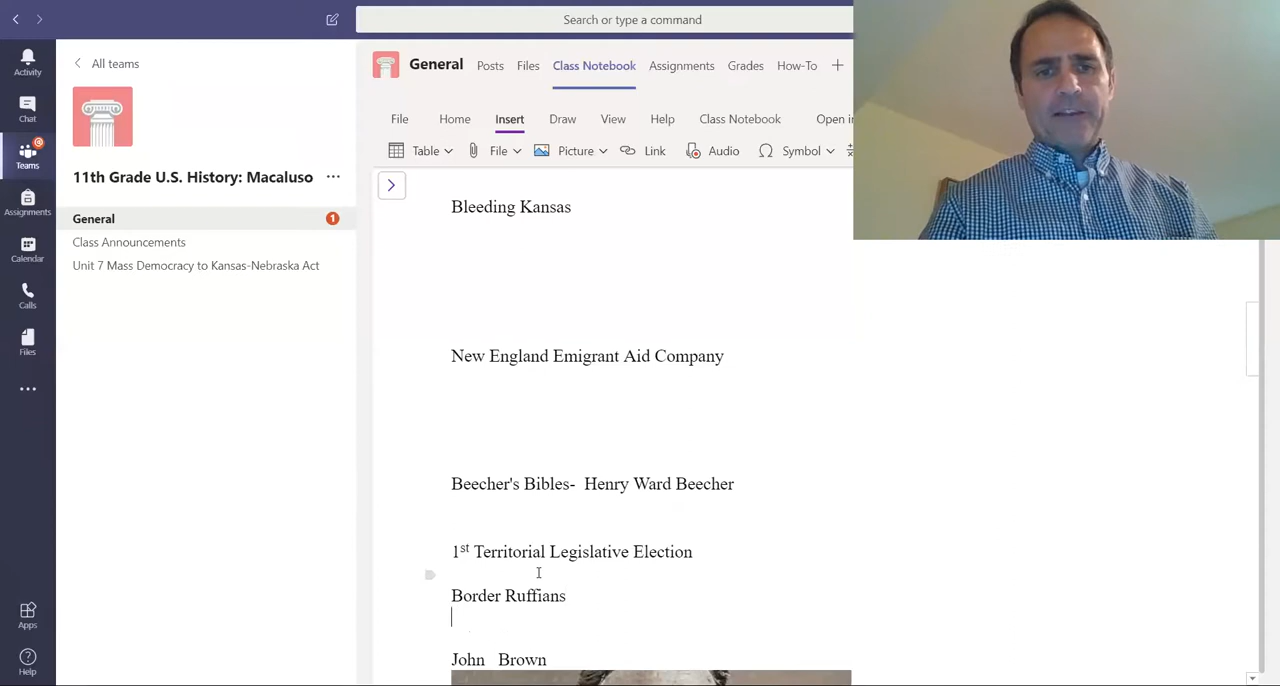 Search or type a command
Activity
Chat
Teams
Assignments
Calendar
Calls
Files
Apps
Help
All teams
11th Grade U.S. History: Macaluso
General 1
Class Announcements
Unit 7 Mass Democracy to Kansas-Nebraska Act
General Posts Files Class Notebook Assignments Grades How-To
File Home Insert Draw View Help Class Notebook Open in
Table File Picture Link Audio Symbol
Bleeding Kansas
New England Emigrant Aid Company
Beecher's Bibles- Henry Ward Beecher
1st Territorial Legislative Election
Border Ruffians
John Brown